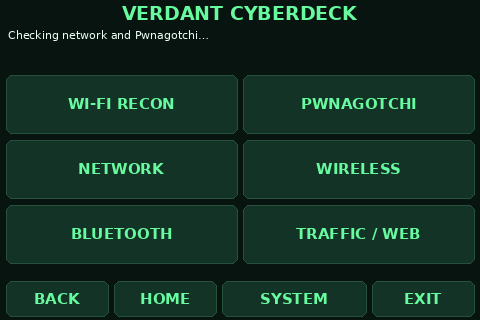 VERDANT CYBERDECK
Checking network and Pwnagotchi...
WI-FI RECON
PWNAGOTCHI
NETWORK
WIRELESS
BLUETOOTH
TRAFFIC / WEB
BACK
HOME
SYSTEM
EXIT